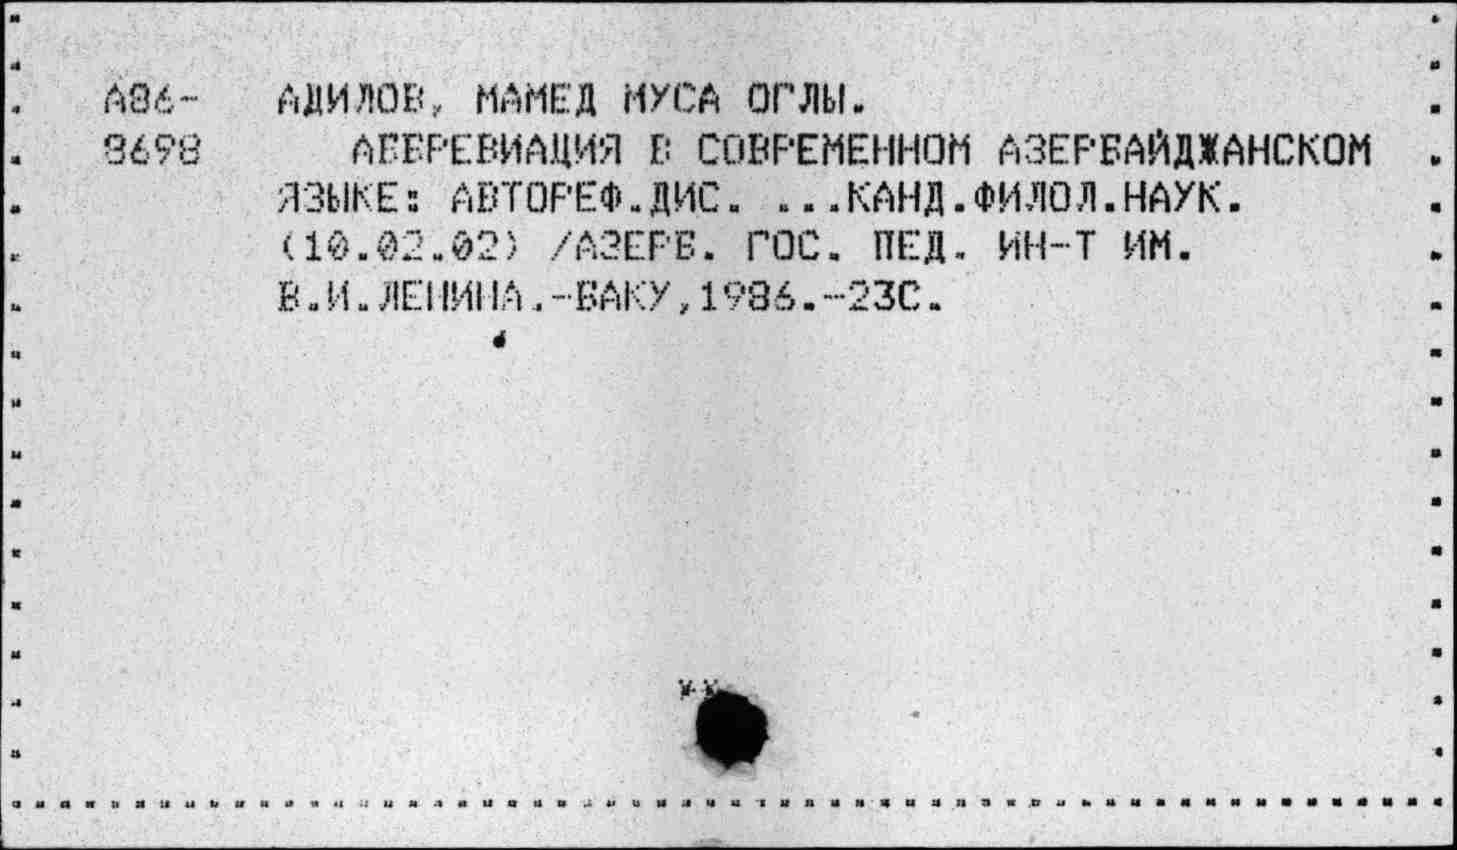 А86- АДИЛОВ, МАМЕД МУСА ОГЛЫ.
8698 АББРЕВИАЦИЯ В СОВРЕМЕННОМ АЗЕРБАЙДЖАНСКОМ
ЯЗЫКЕ: АВТОРЕФ.ДИС. ...КАНД.ФИЛОЛ.НАУК.
(10.02.02) /АЗЕРБ. ГОС. ПЕД. ИН-Т ИМ.
В.И.ЛЕНИНА.-БАКУ,1986.-23С.